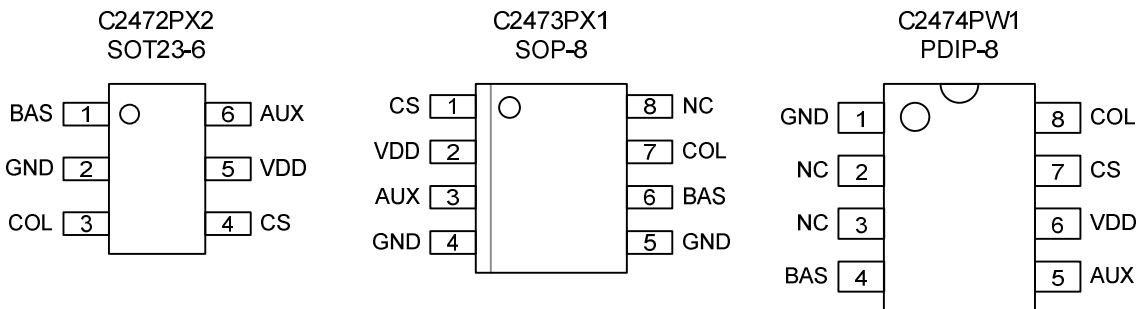 C2472PX2
SOT23-6
BAS 1 6 AUX
GND 2 5 VDD
COL 3 4 CS
C2473PX1
SOP-8
CS 1 8 NC
VDD 2 7 COL
AUX 3 6 BAS
GND 4 5 GND
C2474PW1
PDIP-8
GND 1 8 COL
NC 2 7 CS
NC 3 6 VDD
BAS 4 5 AUX